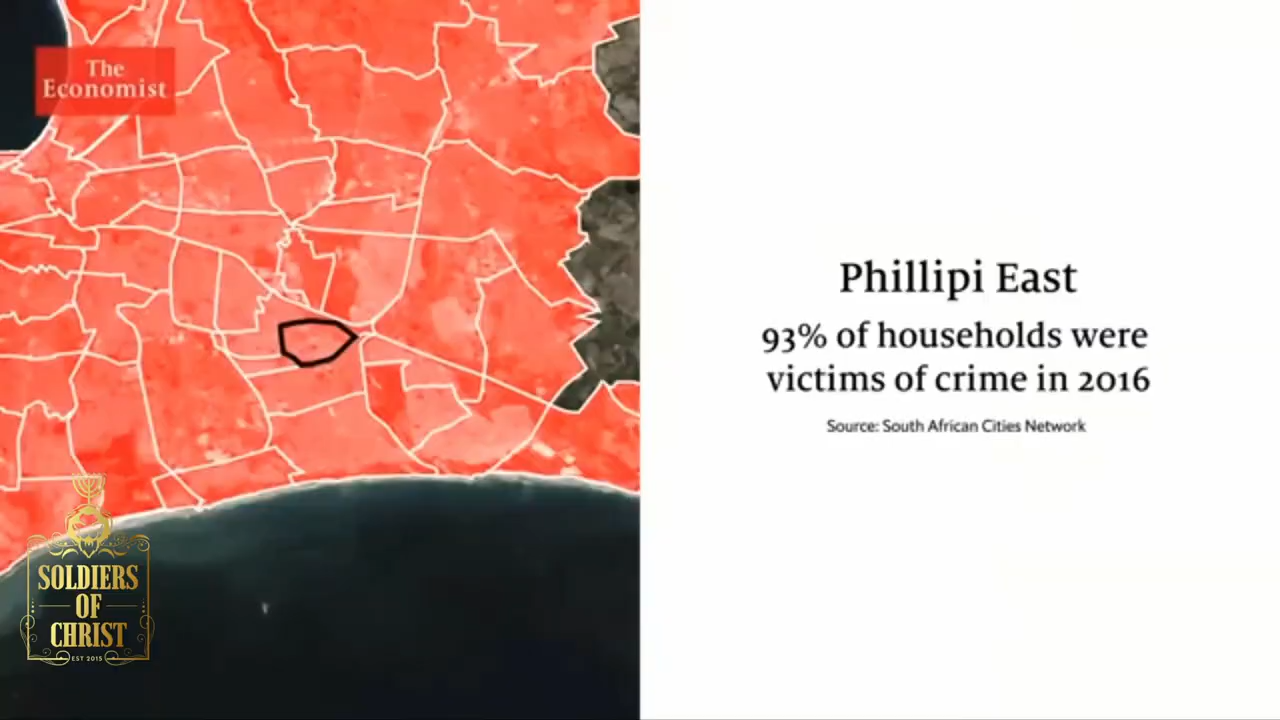 The
Economist
Phillipi East
93% of households were
victims of crime in 2016
Source: South African Cities Network
SOLDIERS
OF
CHRIST
EST 2015